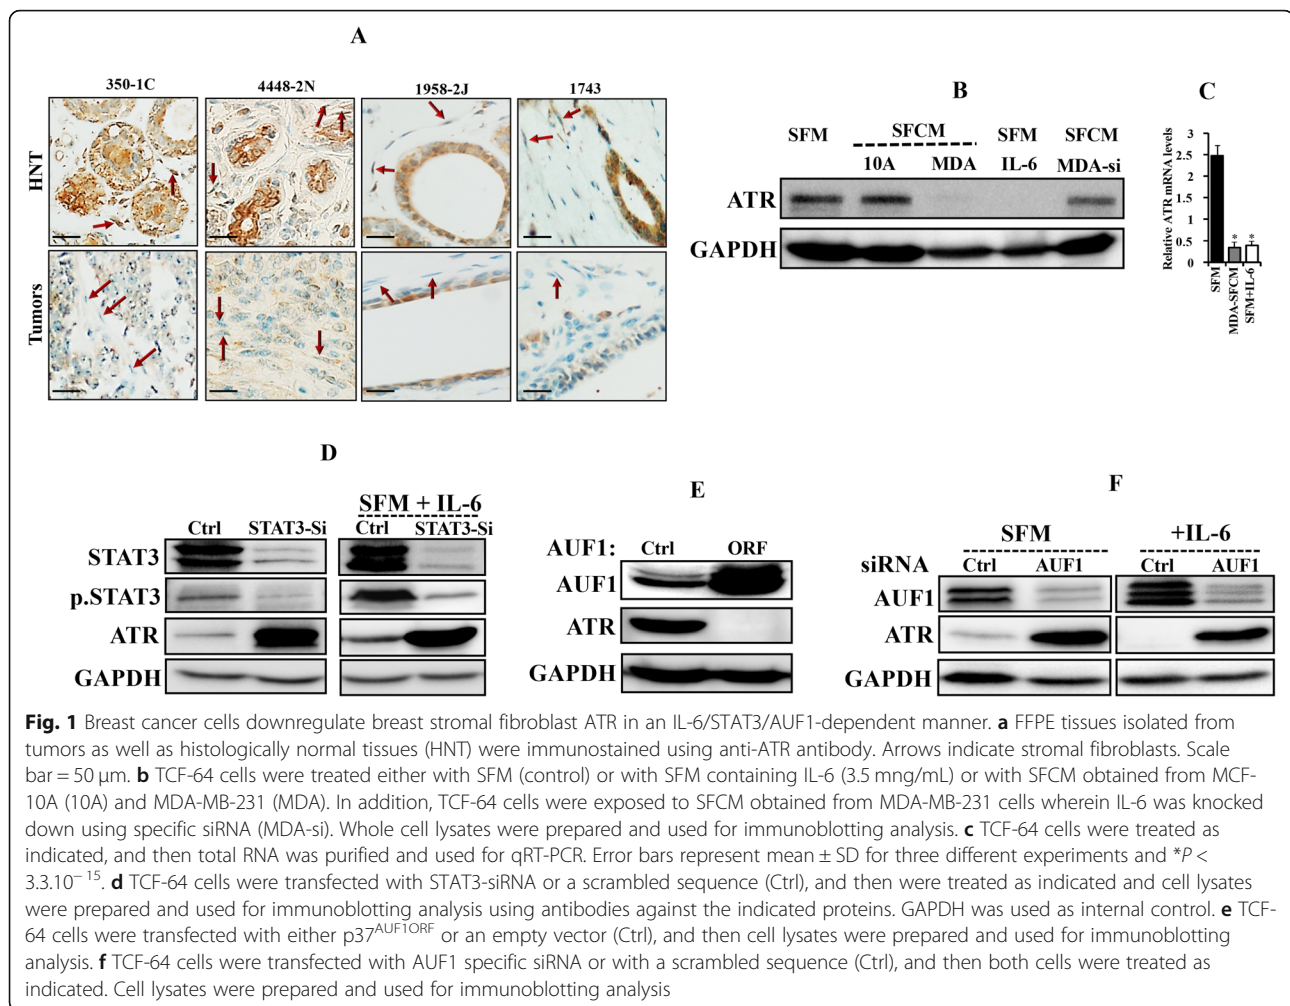 A
350-1C 4448-2N 1958-2J 1743
HNT
Tumors
B
SFM SFCM SFM SFCM
10A MDA IL-6 MDA-si
ATR
GAPDH
C
Relative ATR mRNA levels
3
2.5
2
1.5
1
0.5
0
* *
SFM
MDA-SFCM
SFM+IL-6
D
SFM + IL-6
Ctrl STAT3-Si Ctrl STAT3-Si
STAT3
p.STAT3
ATR
GAPDH
E
AUF1: Ctrl ORF
AUF1
ATR
GAPDH
F
SFM +IL-6
siRNA Ctrl AUF1 Ctrl AUF1
AUF1
ATR
GAPDH
Fig. 1 Breast cancer cells downregulate breast stromal fibroblast ATR in an IL-6/STAT3/AUF1-dependent manner. a FFPE tissues isolated from
tumors as well as histologically normal tissues (HNT) were immunostained using anti-ATR antibody. Arrows indicate stromal fibroblasts. Scale
bar = 50 μm. b TCF-64 cells were treated either with SFM (control) or with SFM containing IL-6 (3.5 mng/mL) or with SFCM obtained from MCF-
10A (10A) and MDA-MB-231 (MDA). In addition, TCF-64 cells were exposed to SFCM obtained from MDA-MB-231 cells wherein IL-6 was knocked
down using specific siRNA (MDA-si). Whole cell lysates were prepared and used for immunoblotting analysis. c TCF-64 cells were treated as
indicated, and then total RNA was purified and used for qRT-PCR. Error bars represent mean ± SD for three different experiments and *P <
3.3.10⁻¹⁵. d TCF-64 cells were transfected with STAT3-siRNA or a scrambled sequence (Ctrl), and then were treated as indicated and cell lysates
were prepared and used for immunoblotting analysis using antibodies against the indicated proteins. GAPDH was used as internal control. e TCF-
64 cells were transfected with either p37ᴬᵁᶠ¹ᴼᴿᶠ or an empty vector (Ctrl), and then cell lysates were prepared and used for immunoblotting
analysis. f TCF-64 cells were transfected with AUF1 specific siRNA or with a scrambled sequence (Ctrl), and then both cells were treated as
indicated. Cell lysates were prepared and used for immunoblotting analysis